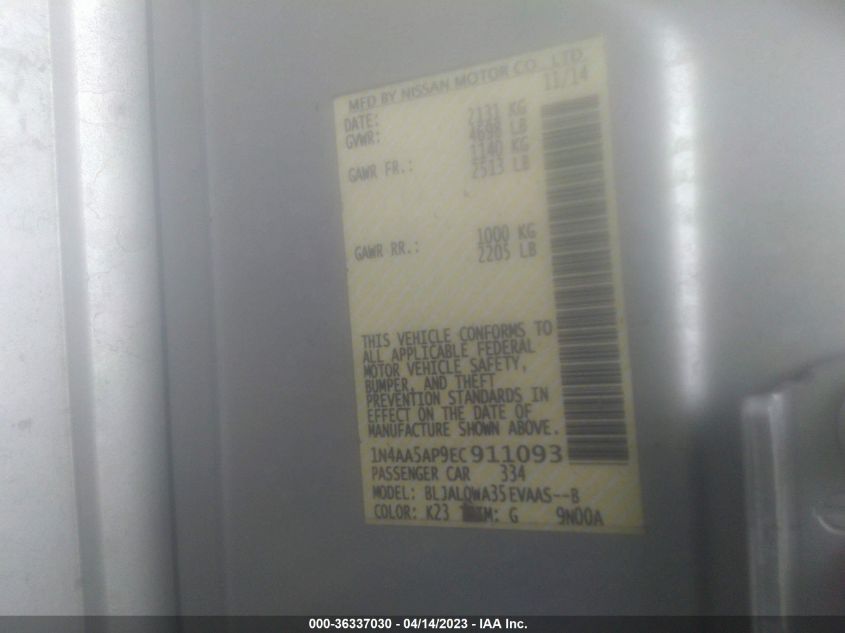 MFD BY NISSAN MOTOR CO., LTD.
DATE: 11/14
GVWR: 2131 KG
4698 LB
GAWR FR.: 1140 KG
2513 LB
GAWR RR.: 1000 KG
2205 LB
THIS VEHICLE CONFORMS TO
ALL APPLICABLE FEDERAL
MOTOR VEHICLE SAFETY,
BUMPER, AND THEFT
PREVENTION STANDARDS IN
EFFECT ON THE DATE OF
MANUFACTURE SHOWN ABOVE.
1N4AA5AP9EC911093
PASSENGER CAR 334
MODEL: BLJALQWA35EVAAS--B
COLOR: K23 TRIM: G 9N00A
000-36337030 - 04/14/2023 - IAA Inc.